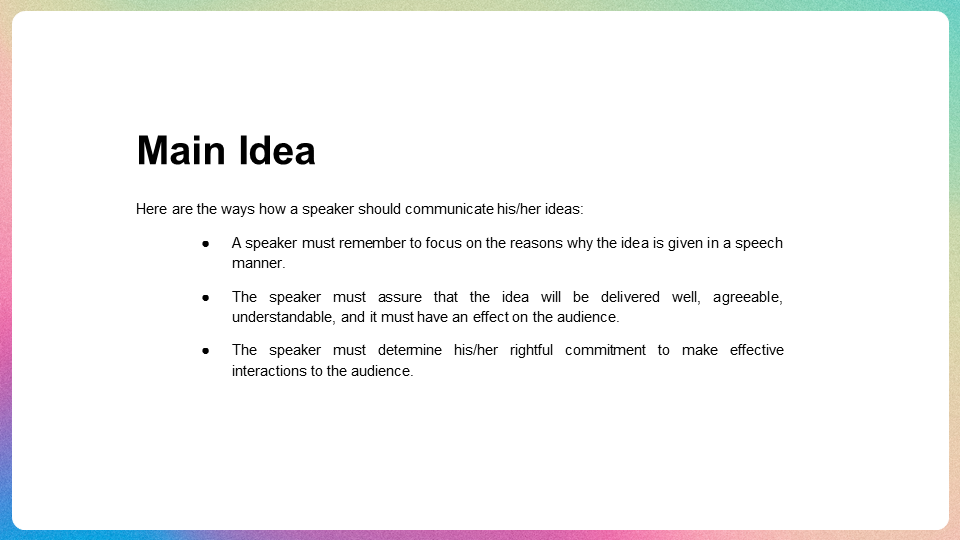 Main Idea
Here are the ways how a speaker should communicate his/her ideas:
● A speaker must remember to focus on the reasons why the idea is given in a speech
manner.
● The speaker must assure that the idea will be delivered well, agreeable,
understandable, and it must have an effect on the audience.
● The speaker must determine his/her rightful commitment to make effective
interactions to the audience.